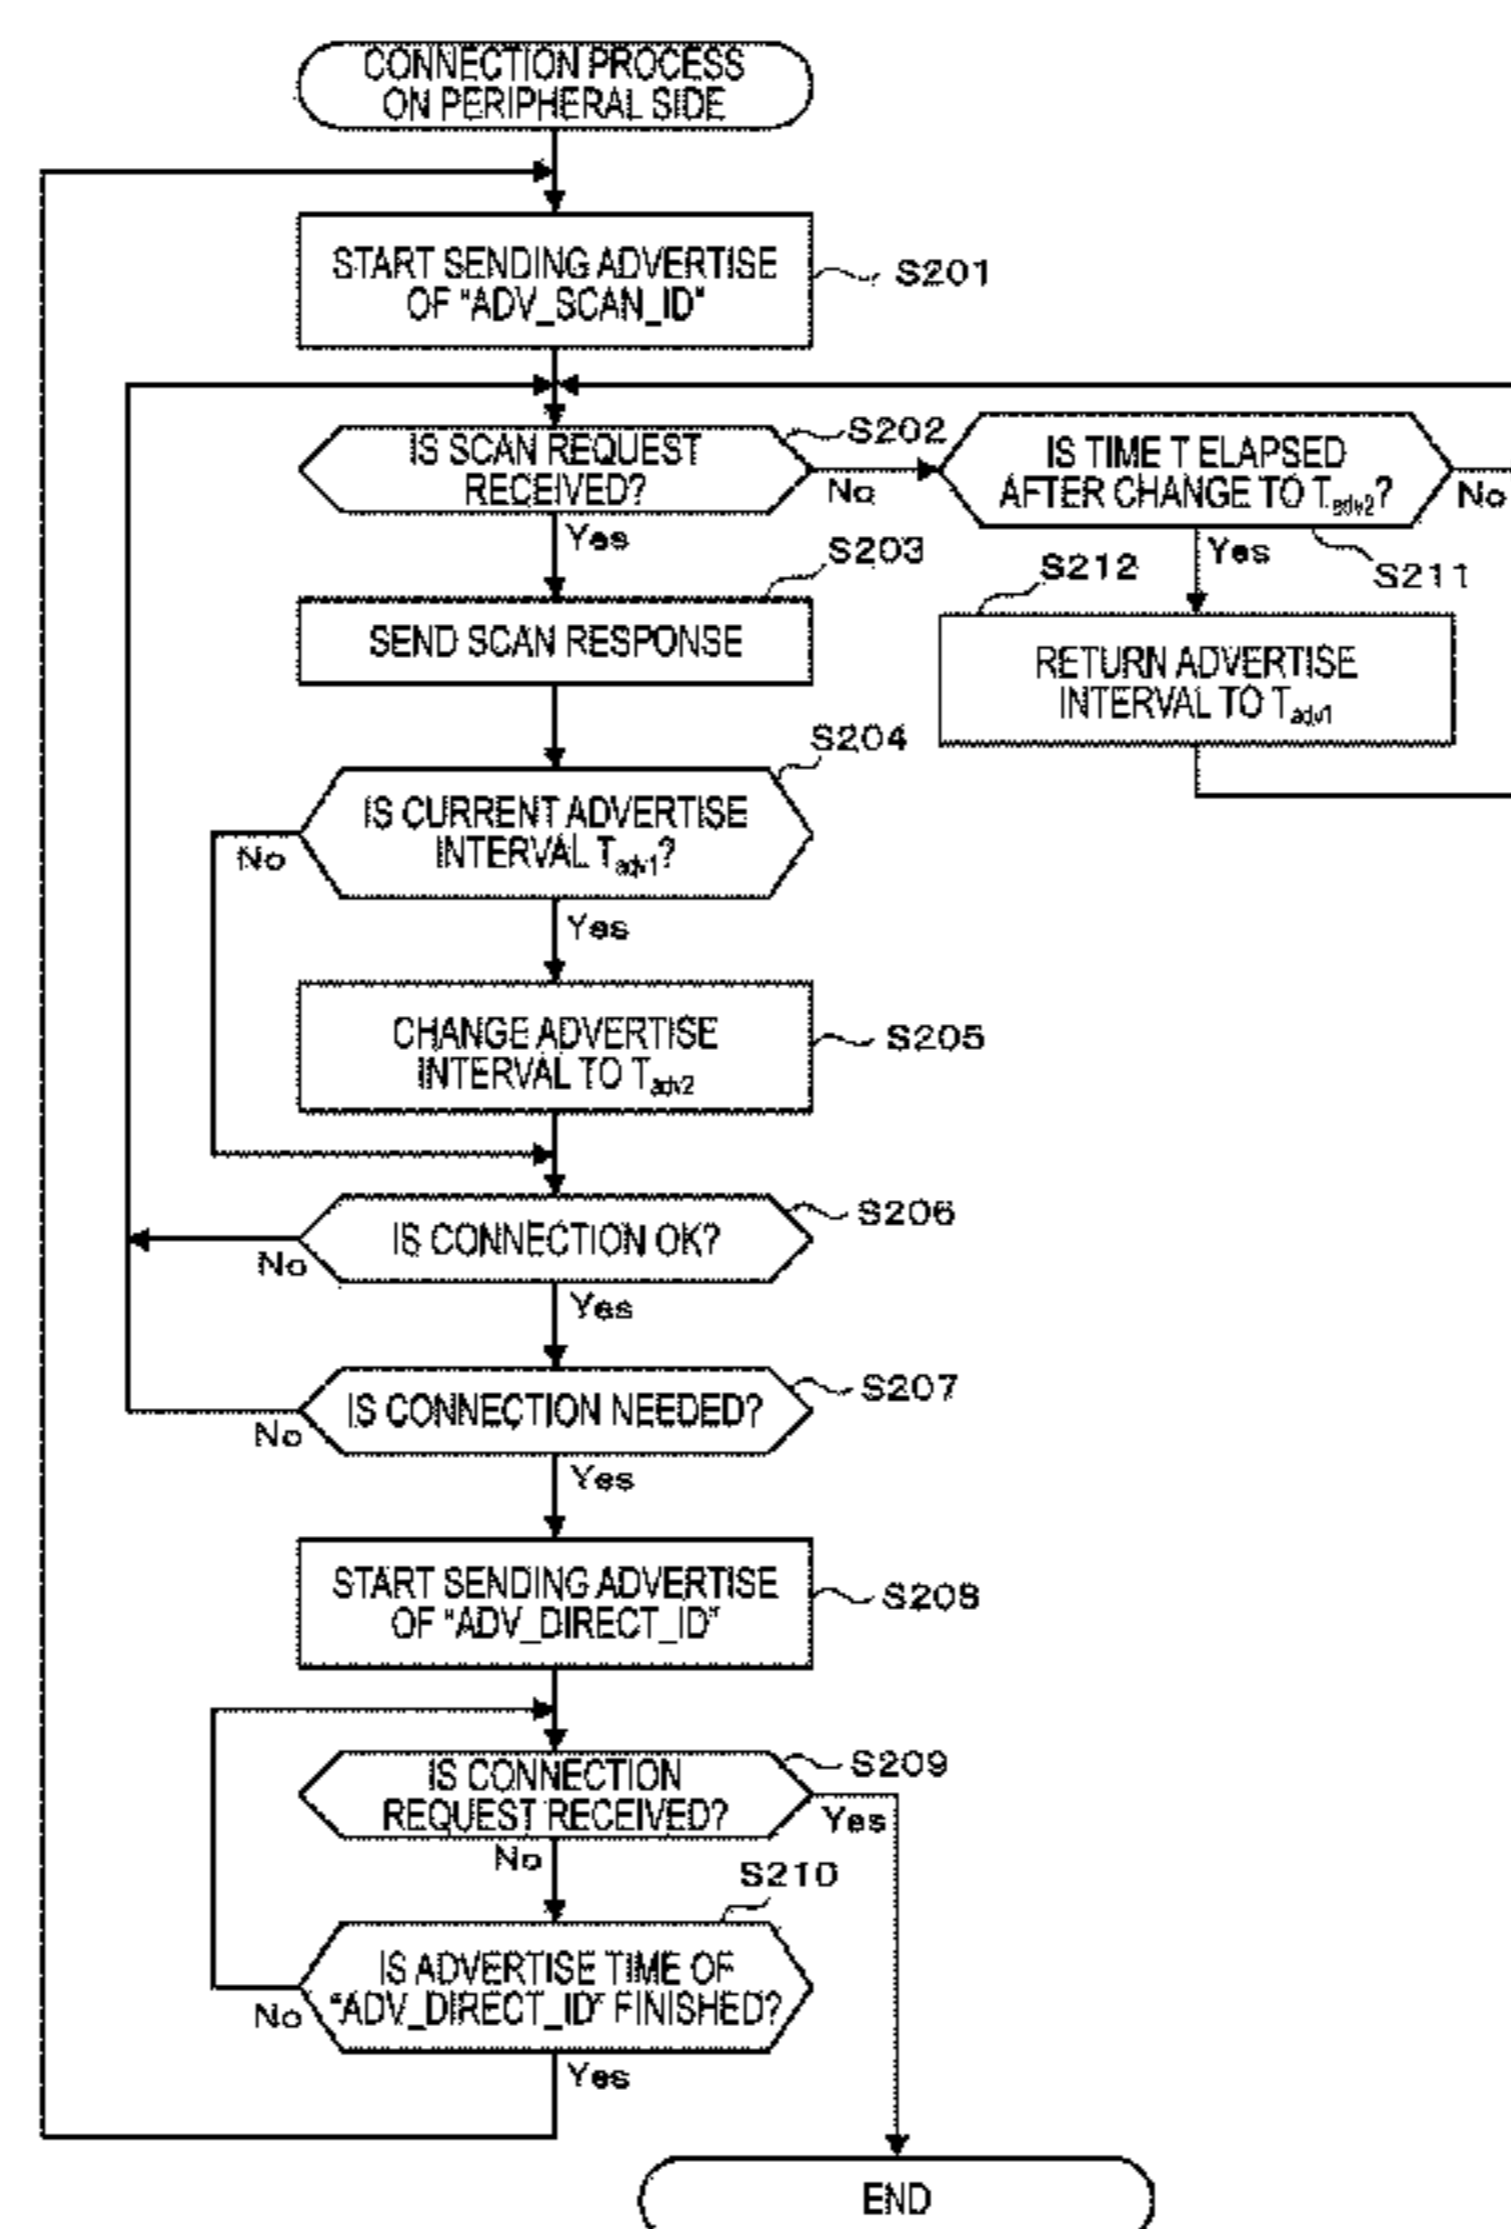 CONNECTION PROCESS
ON PERIPHERAL SIDE
START SENDING ADVERTISE
OF "ADV_SCAN_ID"
S201
IS SCAN REQUEST
RECEIVED?
S202
No
Yes
IS TIME T ELAPSED
AFTER CHANGE TO Tadv2?
No
Yes
S211
S203
SEND SCAN RESPONSE
S212
RETURN ADVERTISE
INTERVAL TO Tadv1
S204
IS CURRENT ADVERTISE
INTERVAL Tadv1?
No
Yes
CHANGE ADVERTISE
INTERVAL TO Tadv2
S205
S206
IS CONNECTION OK?
No
Yes
S207
IS CONNECTION NEEDED?
No
Yes
START SENDING ADVERTISE
OF "ADV_DIRECT_ID"
S208
IS CONNECTION
REQUEST RECEIVED?
S209
Yes
No
S210
IS ADVERTISE TIME OF
"ADV_DIRECT_ID" FINISHED?
No
Yes
END